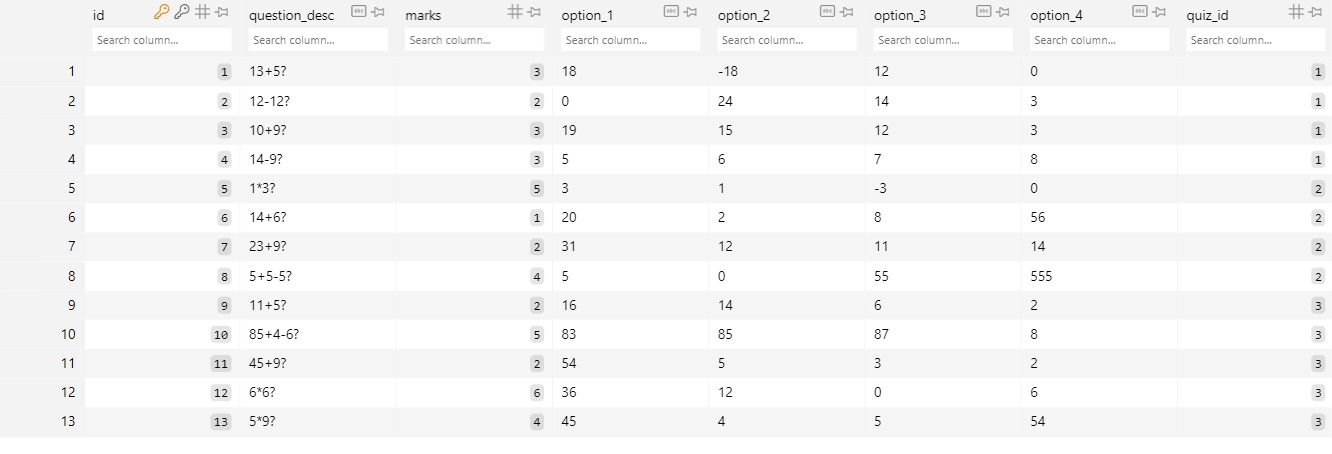 id question_desc marks option_1 option_2 option_3 option_4 quiz_id
Search column... Search column... Search column... Search column... Search column... Search column... Search column... Search column...
1 1 13+5? 3 18 -18 12 0 1
2 2 12-12? 2 0 24 14 3 1
3 3 10+9? 3 19 15 12 3 1
4 4 14-9? 3 5 6 7 8 1
5 5 1*3? 5 3 1 -3 0 2
6 6 14+6? 1 20 2 8 56 2
7 7 23+9? 2 31 12 11 14 2
8 8 5+5-5? 4 5 0 55 555 2
9 9 11+5? 2 16 14 6 2 3
10 10 85+4-6? 5 83 85 87 8 3
11 11 45+9? 2 54 5 3 2 3
12 12 6*6? 6 36 12 0 6 3
13 13 5*9? 4 45 4 5 54 3